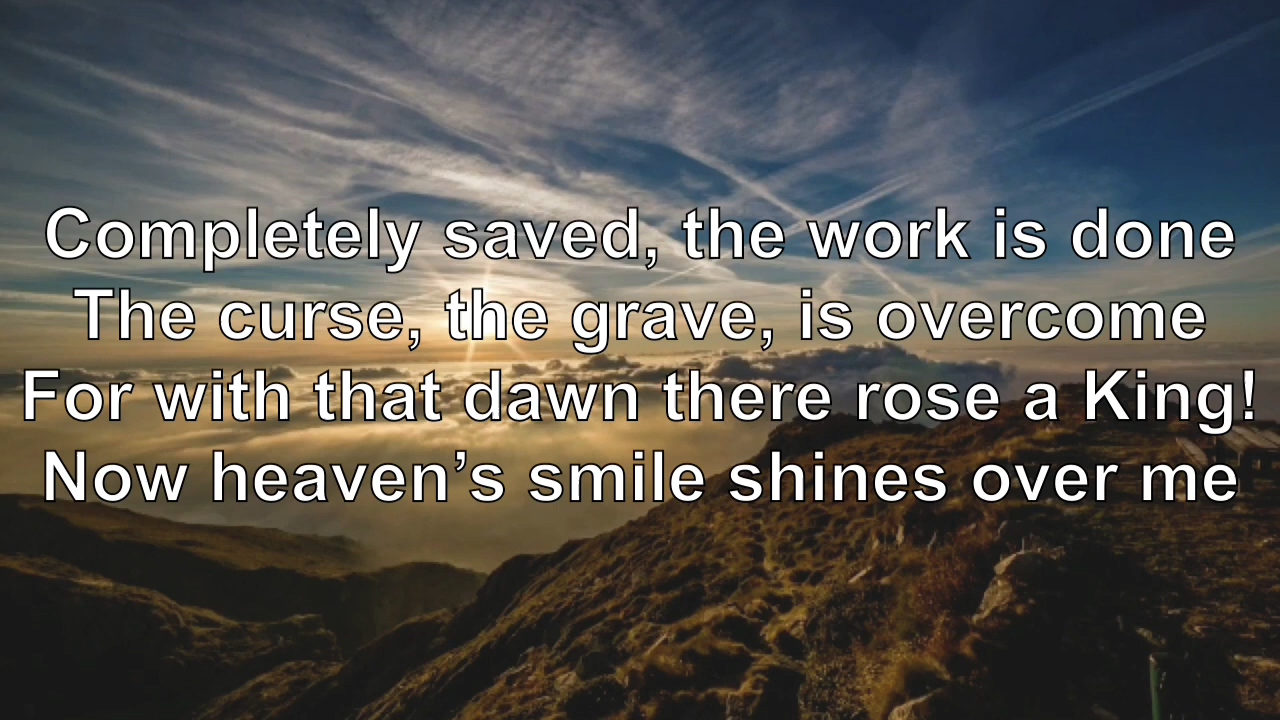 Completely saved, the work is done
The curse, the grave, is overcome
For with that dawn there rose a King!
Now heaven’s smile shines over me